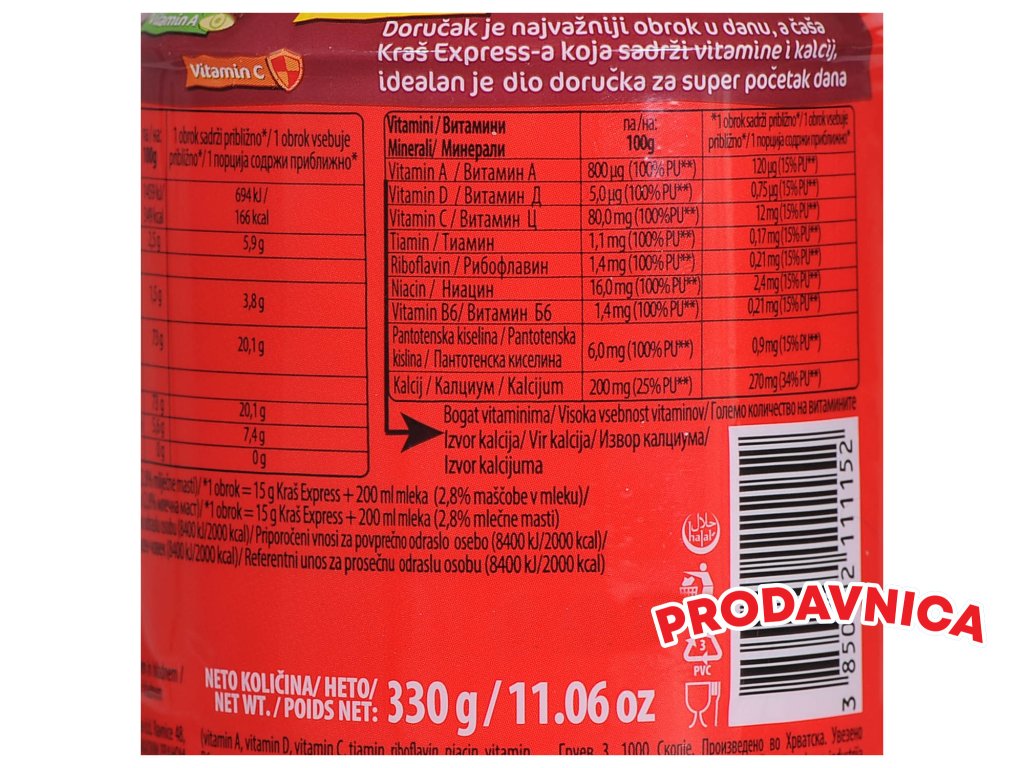 Vitamin A
Vitamin C
Doručak je najvažniji obrok u danu, a čaša
Kraš Express-a koja sadrži vitamine i kalcij,
idealan je dio doručka za super početak dana
1 obrok sadrži približno*/ 1 obrok vsebuje
približno*/ 1 порција содржи приближно*
694 kJ /
166 kcal
5,9 g
3,8 g
20,1 g
20,1 g
7,4 g
0 g
Vitamini / Витамини
Minerali/ Минерали
na /на:
100g
*1 obrok sadrži približno*/ 1 obrok vsebuje
približno*/ 1 порција содржи приближно*
Vitamin A / Витамин А 800 µg (100% PU**) 120 µg (15% PU**)
Vitamin D / Витамин Д 5,0 µg (100% PU**) 0,75 µg (15% PU**)
Vitamin C / Витамин Ц 80,0 mg (100%PU**) 12 mg (15% PU**)
Tiamin / Тиамин 1,1 mg (100% PU**) 0,17 mg (15% PU**)
Riboflavin / Рибофлавин 1,4 mg (100% PU**) 0,21 mg (15% PU**)
Niacin / Ниацин 16,0 mg (100% PU**) 2,4 mg (15% PU**)
Vitamin B6/ Витамин Б6 1,4 mg (100% PU**) 0,21 mg (15% PU**)
Pantotenska kiselina / Pantotenska
kislina / Пантотенска киселина 6,0 mg (100% PU**) 0,9 mg (15% PU**)
Kalcij / Калциум / Kalcijum 200 mg (25% PU**) 270 mg (34% PU**)
Bogat vitaminima/ Visoka vsebnost vitaminov/ Големо количество на витамините
Izvor kalcija/ Vir kalcija/ Извор калциума/
Izvor kalcijuma
*1 obrok = 15 g Kraš Express + 200 ml mleka (2,8% maščobe v mleku)/
*1 obrok = 15 g Kraš Express + 200 ml mleka (2,8% mlečne masti)
osobu (8400 kJ/2000 kcal)/ Priporočeni vnosi za povprečno odraslo osebo (8400 kJ/2000 kcal)/
(8400 kJ/2000 kcal)/ Referentni unos za prosečnu odraslu osobu (8400 kJ/2000 kcal)
حلال
halal
PRODAVNICA
3
PVC
NETO KOLIČINA/ НЕТО/
NET WT. / POIDS NET: 330 g / 11.06 oz
(vitamin A, vitamin D, vitamin C, tiamin, riboflavin, niacin, vitamin
3, 1000 Скопје. Произведено во Хрватска. Увезено